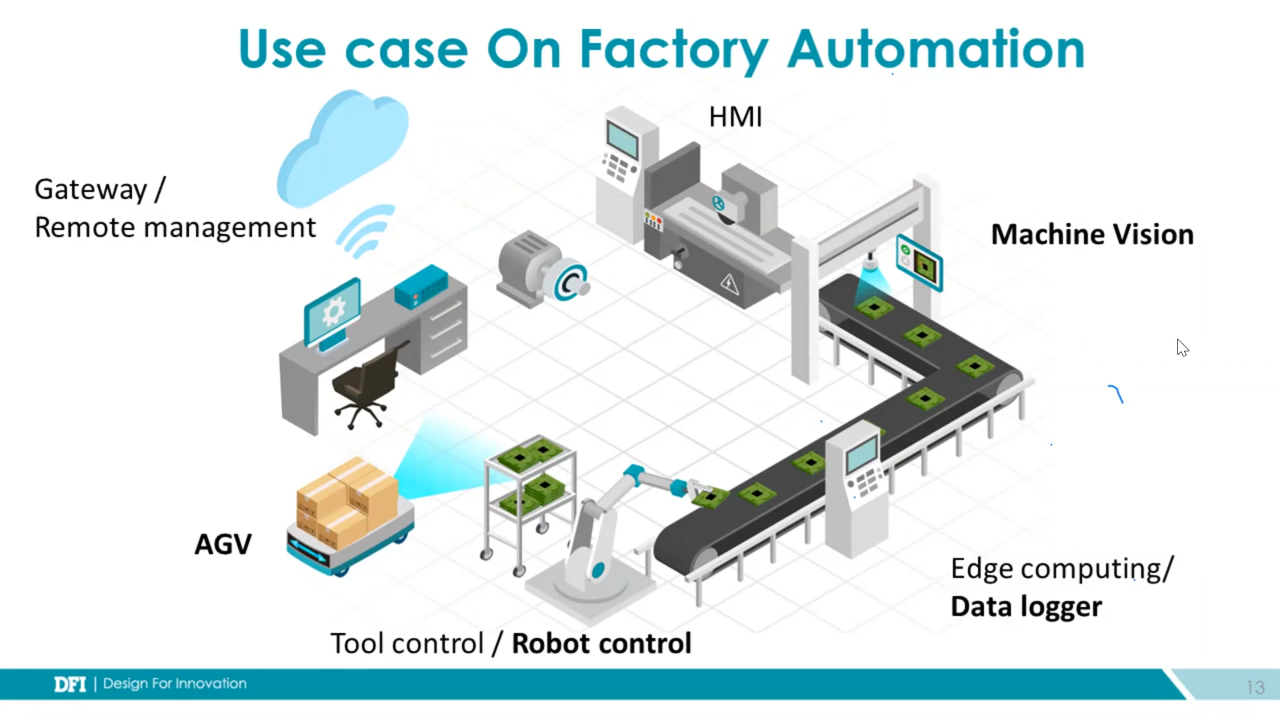 Use case On Factory Automation
HMI
Gateway /
Remote management
Machine Vision
AGV
Edge computing/
Data logger
Tool control / Robot control
DFI | Design For Innovation
13